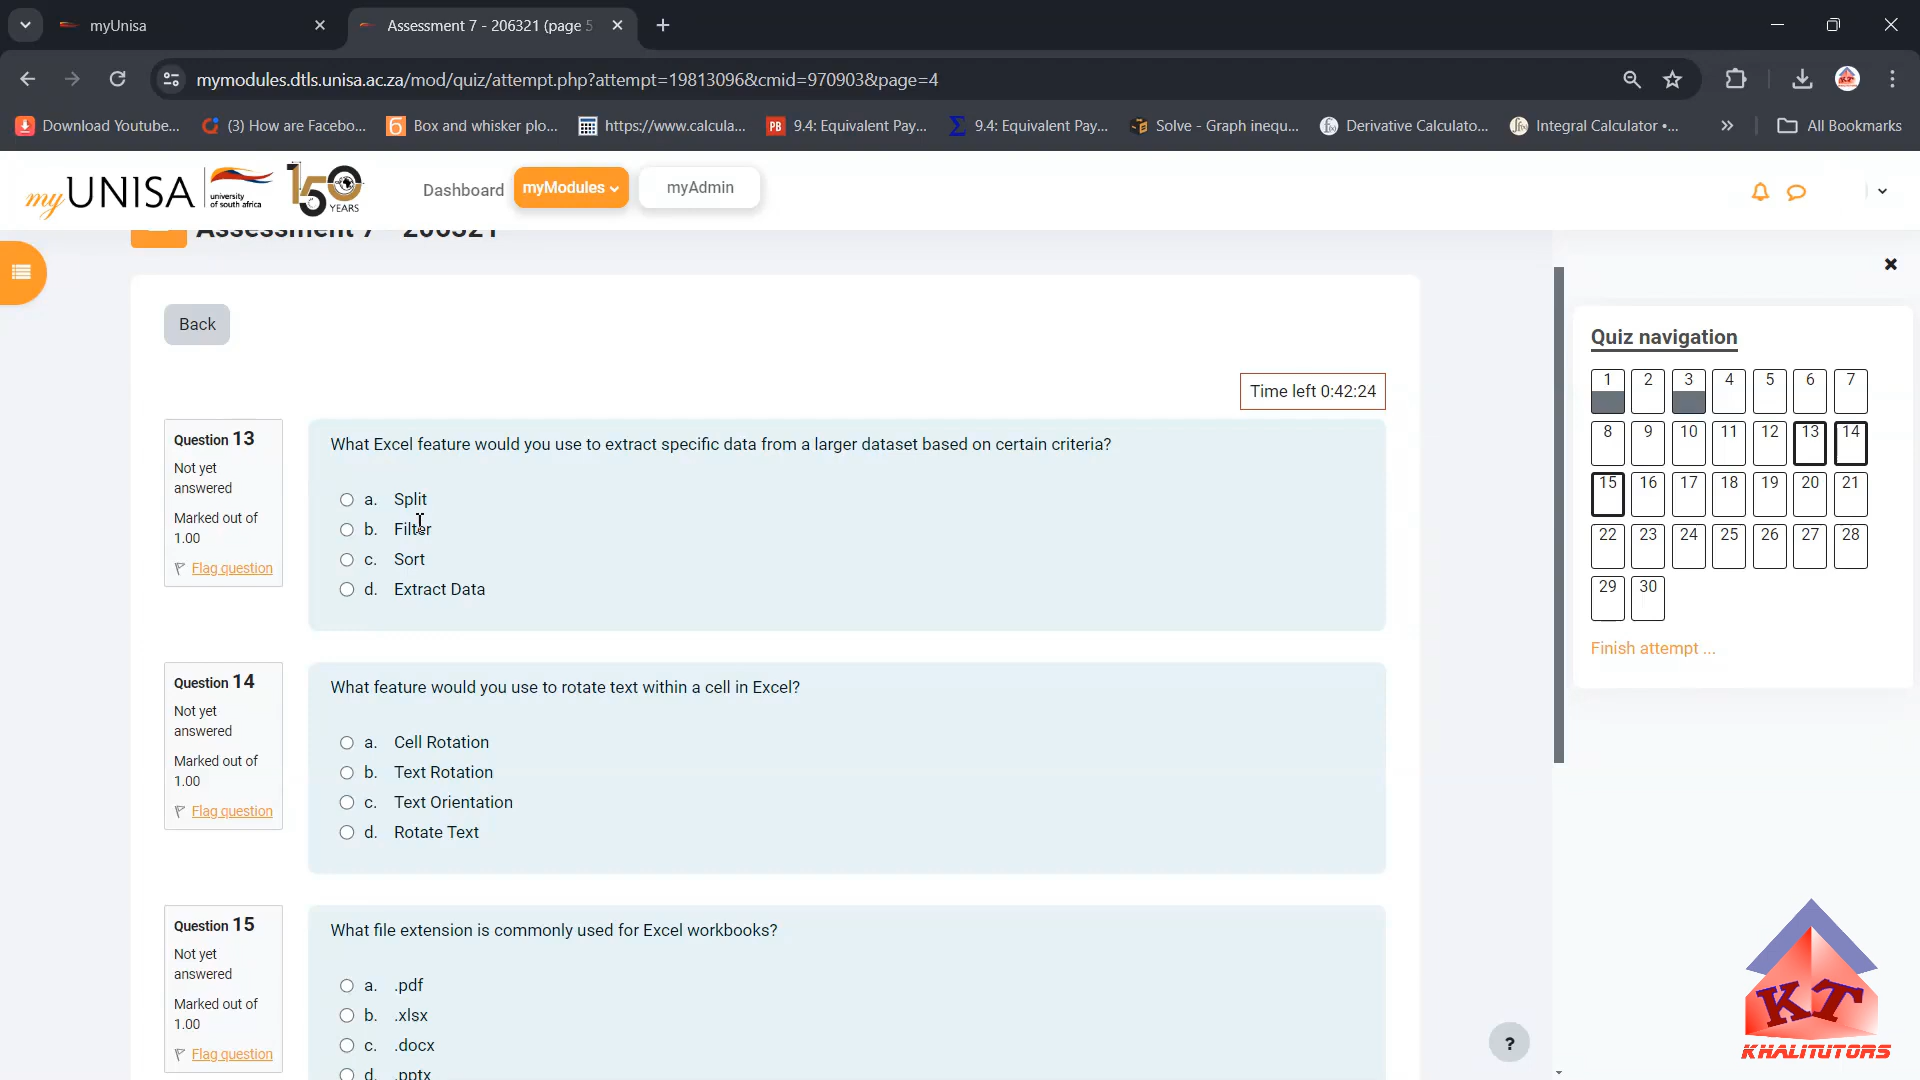 myUnisa
Assessment 7 - 206321 (page 5
mymodules.dtls.unisa.ac.za/mod/quiz/attempt.php?attempt=19813096&cmid=970903&page=4
Download Youtube...
(3) How are Facebo...
Box and whisker plo...
https://www.calcula...
PB 9.4: Equivalent Pay...
9.4: Equivalent Pay...
Solve - Graph inequ...
Derivative Calculato...
Integral Calculator •...
All Bookmarks
myUNISA university of south africa
150 YEARS
Dashboard
myModules
myAdmin
Assessment 7 - 206321
Back
Time left 0:42:24
Question 13
Not yet answered
Marked out of 1.00
Flag question
What Excel feature would you use to extract specific data from a larger dataset based on certain criteria?
a. Split
b. Filter
c. Sort
d. Extract Data
Question 14
Not yet answered
Marked out of 1.00
Flag question
What feature would you use to rotate text within a cell in Excel?
a. Cell Rotation
b. Text Rotation
c. Text Orientation
d. Rotate Text
Question 15
Not yet answered
Marked out of 1.00
Flag question
What file extension is commonly used for Excel workbooks?
a. .pdf
b. .xlsx
c. .docx
d. .pptx
Quiz navigation
1 2 3 4 5 6 7
8 9 10 11 12 13 14
15 16 17 18 19 20 21
22 23 24 25 26 27 28
29 30
Finish attempt ...
?
KT
KHALITUTORS